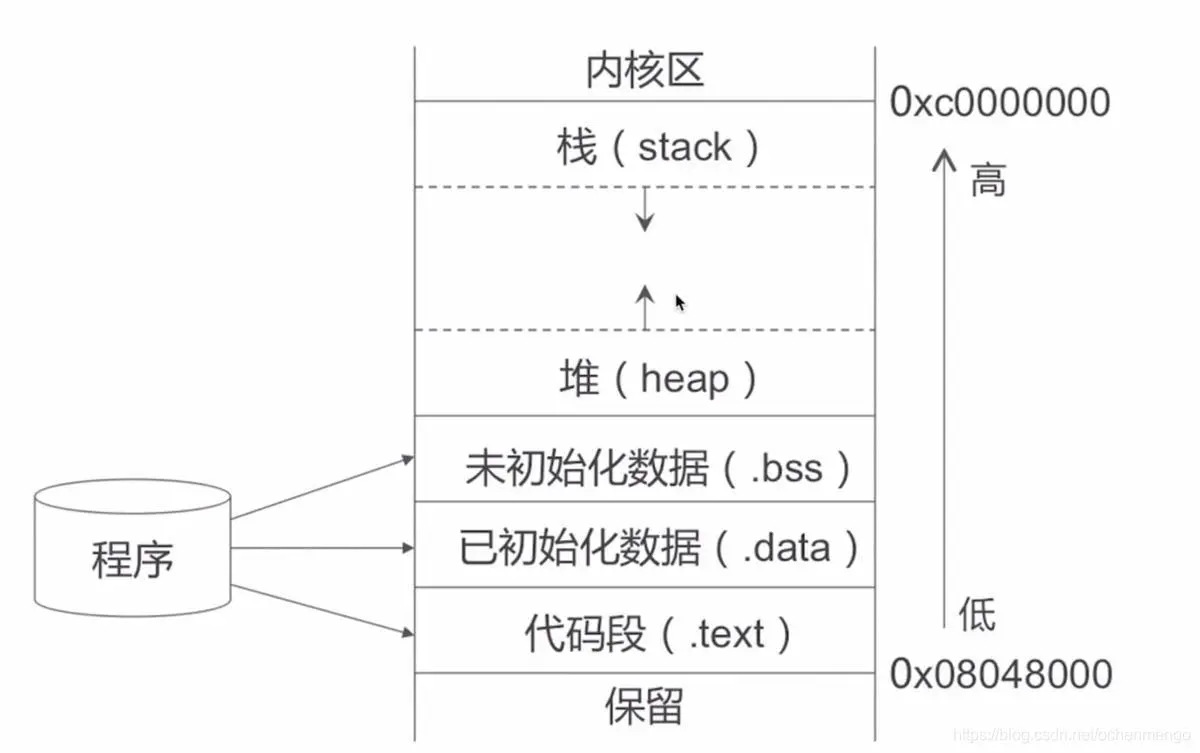 内核区
0xc0000000
栈（stack）
高
堆（heap）
未初始化数据（.bss）
程序
已初始化数据（.data）
低
代码段（.text）
0x08048000
保留
https://blog.csdn.net/ochenmengo